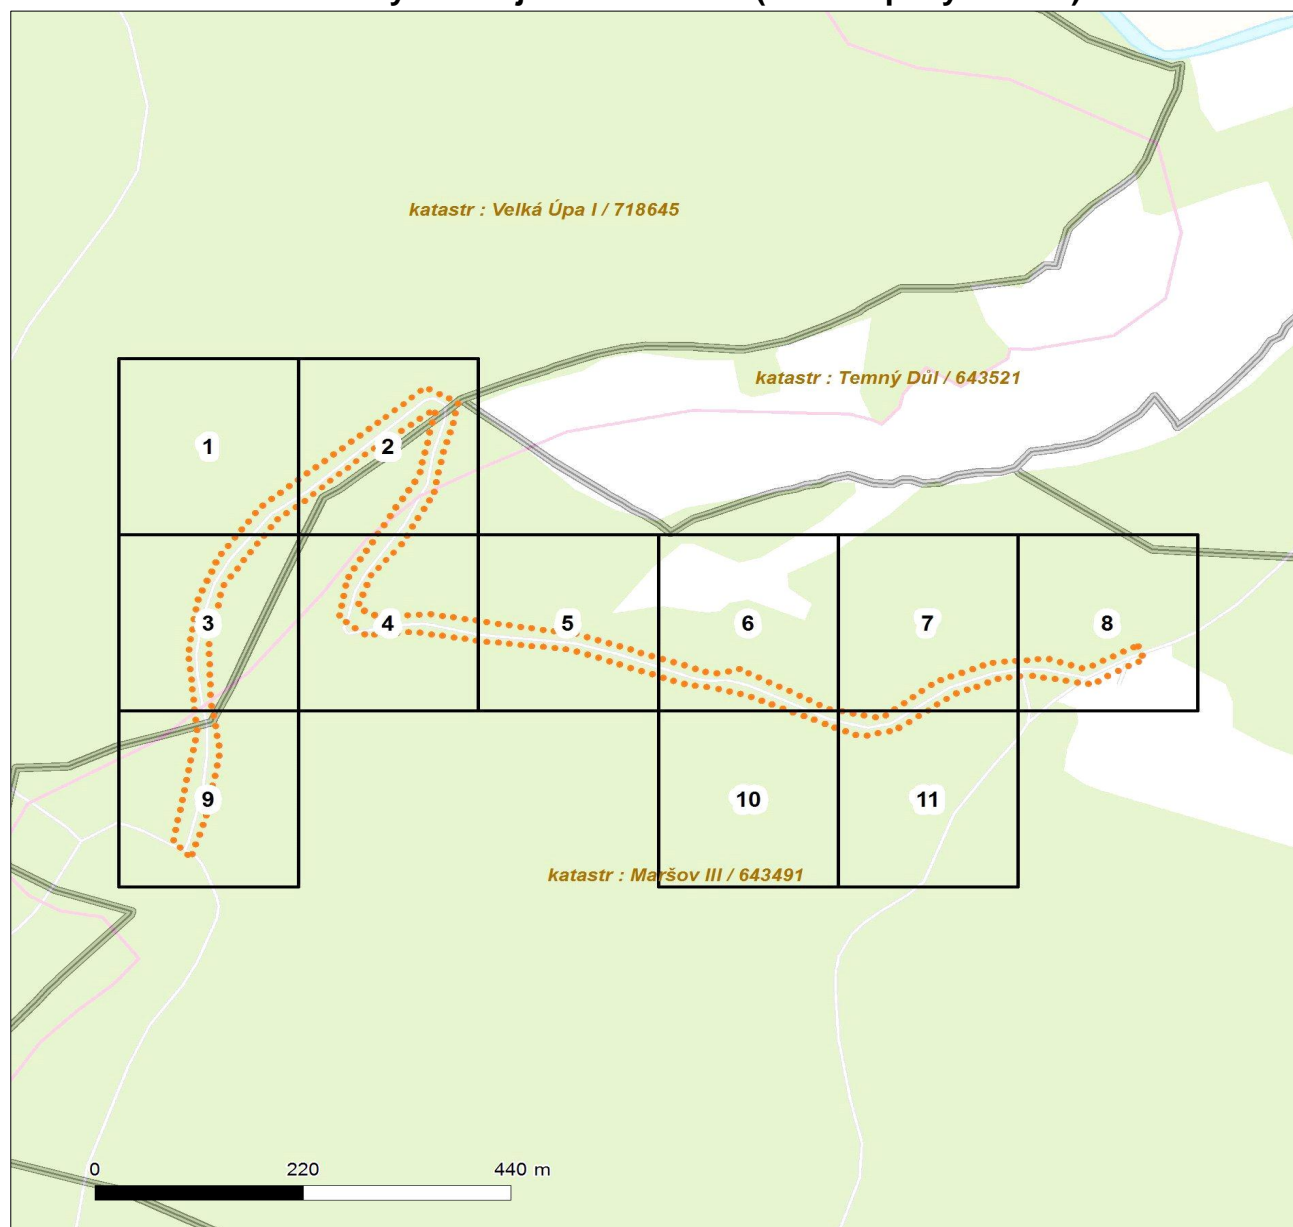 katastr : Velká Úpa I / 718645
katastr : Temný Důl / 643521
1
2
3
4
5
6
7
8
9
10
11
katastr : Maršov III / 643491
0 220 440 m